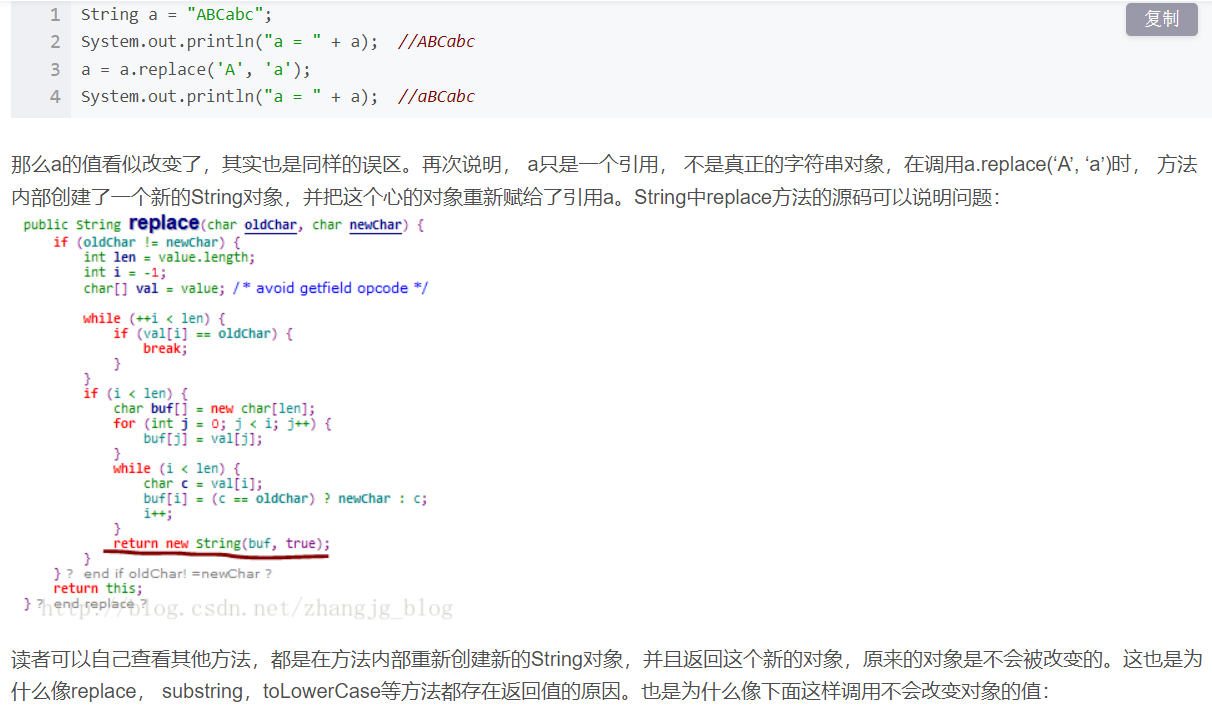 复制
1 String a = "ABCabc";
2 System.out.println("a = " + a);  //ABCabc
3 a = a.replace('A', 'a');
4 System.out.println("a = " + a);  //aBCabc
那么a的值看似改变了，其实也是同样的误区。再次说明， a只是一个引用， 不是真正的字符串对象，在调用a.replace(‘A’, ‘a’)时， 方法
内部创建了一个新的String对象，并把这个心的对象重新赋给了引用a。String中replace方法的源码可以说明问题：
public String replace(char oldChar, char newChar) {
if (oldChar != newChar) {
int len = value.length;
int i = -1;
char[] val = value; /* avoid getfield opcode */
while (++i < len) {
if (val[i] == oldChar) {
break;
}
}
if (i < len) {
char buf[] = new char[len];
for (int j = 0; j < i; j++) {
buf[j] = val[j];
}
while (i < len) {
char c = val[i];
buf[i] = (c == oldChar) ? newChar : c;
i++;
}
return new String(buf, true);
}
} ? end if oldChar! =newChar ?
return this;
} ? end replace ?
http://blog.csdn.net/zhangjg_blog
读者可以自己查看其他方法，都是在方法内部重新创建新的String对象，并且返回这个新的对象，原来的对象是不会被改变的。这也是为
什么像replace， substring，toLowerCase等方法都存在返回值的原因。也是为什么像下面这样调用不会改变对象的值：